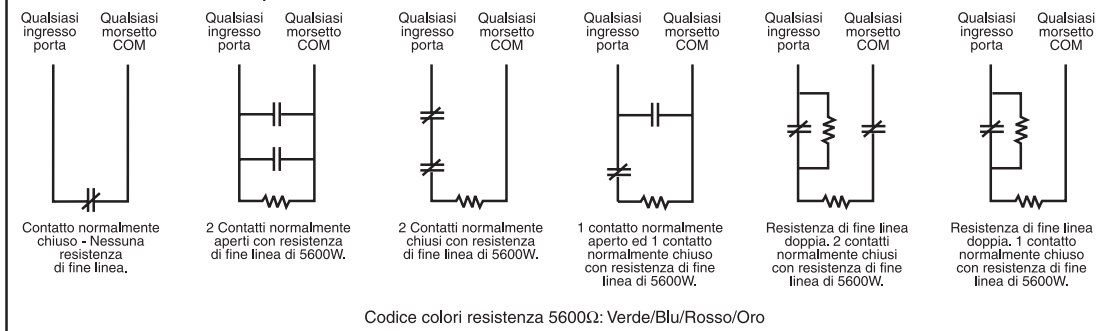 Qualsiasi ingresso porta
Qualsiasi morsetto COM
Qualsiasi ingresso porta
Qualsiasi morsetto COM
Qualsiasi ingresso porta
Qualsiasi morsetto COM
Qualsiasi ingresso porta
Qualsiasi morsetto COM
Qualsiasi ingresso porta
Qualsiasi morsetto COM
Qualsiasi ingresso porta
Qualsiasi morsetto COM
Contatto normalmente
chiuso - Nessuna
resistenza
di fine linea.
2 Contatti normalmente
aperti con resistenza
di fine linea di 5600W.
2 Contatti normalmente
chiusi con resistenza
di fine linea di 5600W.
1 contatto normalmente
aperto ed 1 contatto
normalmente chiuso
con resistenza di fine
linea di 5600W.
Resistenza di fine linea
doppia. 2 contatti
normalmente chiusi
con resistenza di fine
linea di 5600W.
Resistenza di fine linea
doppia. 1 contatto
normalmente chiuso
con resistenza di fine
linea di 5600W.
Codice colori resistenza 5600Ω: Verde/Blu/Rosso/Oro